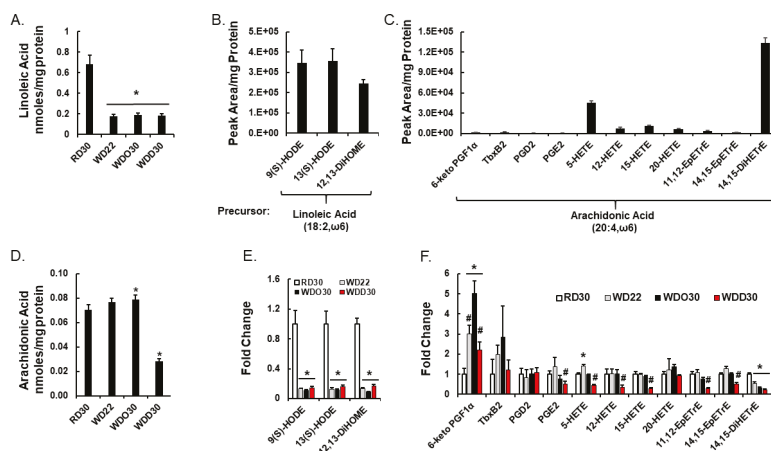 A.
Linoleic Acid
nmoles/mg protein
1
0.8
0.6
0.4
0.2
0
*
RD30
WD22
WDO30
WDD30
B.
Peak Area/mg Protein
5.E+05
4.E+05
3.E+05
2.E+05
1.E+05
0.E+00
9(S)-HODE
13(S)-HODE
12,13-DiHOME
Precursor:
Linoleic Acid
(18:2,ω6)
C.
Peak Area/mg Protein
1.5E+05
1.2E+05
9.0E+04
6.0E+04
3.0E+04
0.0E+00
6-keto PGF1α
TbxB2
PGD2
PGE2
5-HETE
12-HETE
15-HETE
20-HETE
11,12-EpETrE
14,15-EpETrE
14,15-DiHETrE
Arachidonic Acid
(20:4,ω6)
D.
Arachidonic Acid
nmoles/mg protein
0.10
0.08
0.06
0.04
0.02
0.00
*
*
RD30
WD22
WDO30
WDD30
E.
Fold Change
1.6
1.2
0.8
0.4
0.0
RD30
WD22
WDO30
WDD30
*
*
*
9(S)-HODE
13(S)-HODE
12,13-DiHOME
F.
Fold Change
6
5
4
3
2
1
0
RD30
WD22
WDO30
WDD30
*
#
#
#
*
#
#
#
#
#
*
6-keto PGF1α
TbxB2
PGD2
PGE2
5-HETE
12-HETE
15-HETE
20-HETE
11,12-EpETrE
14,15-EpETrE
14,15-DiHETrE